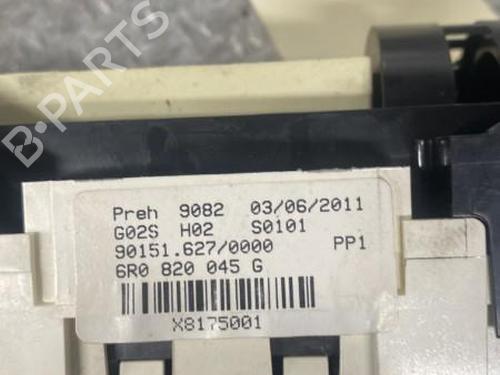 B-PARTS
Preh 9082 03/06/2011
G02S H02 S0101
90151.627/0000 PP1
6R0 820 045 G
X8175001